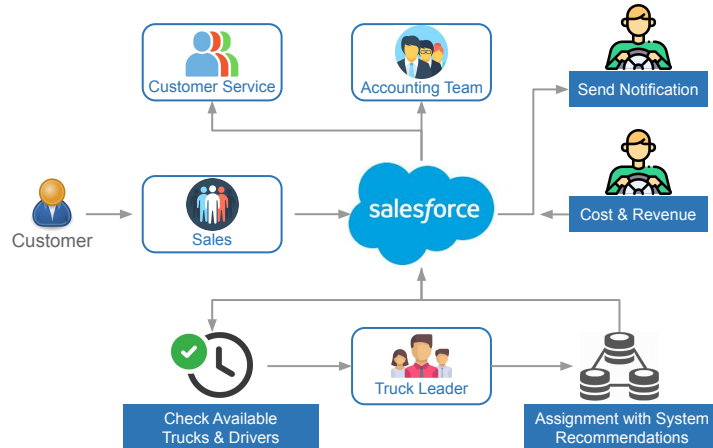 Customer Service
Accounting Team
Send Notification
Customer
Sales
salesforce
Cost & Revenue
Check Available
Trucks & Drivers
Truck Leader
Assignment with System
Recommendations